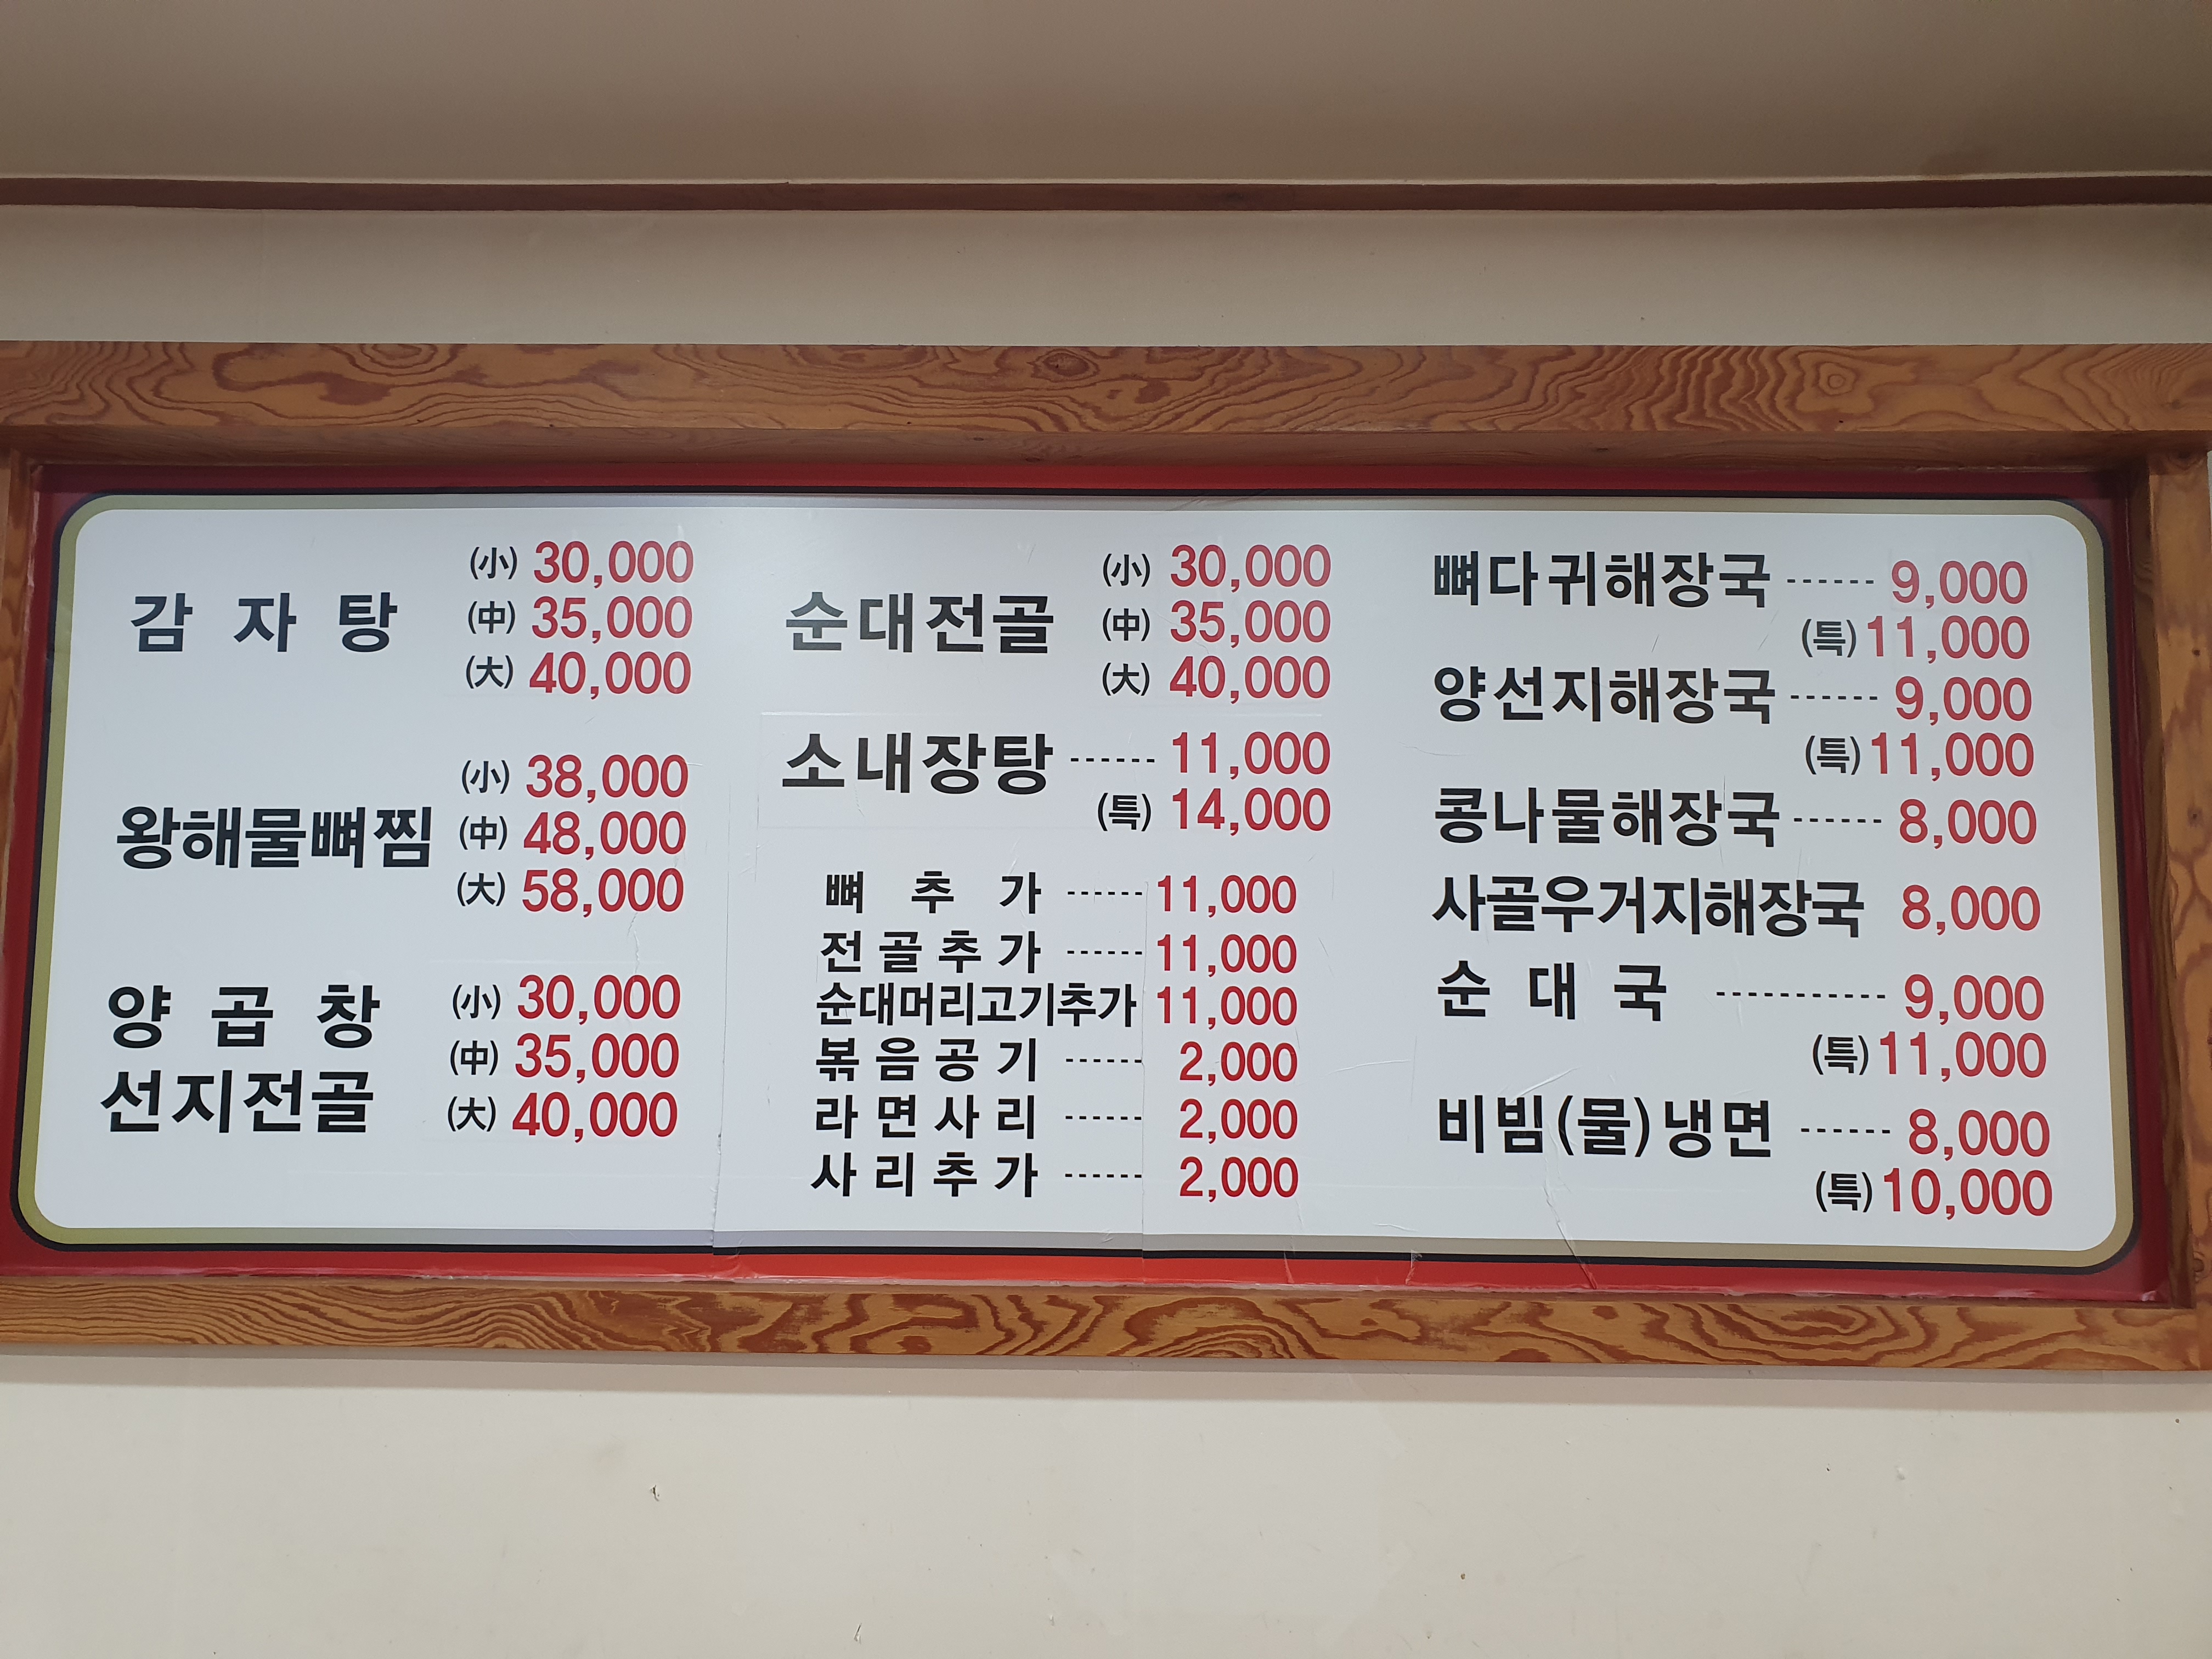 감자탕
(小) 30,000
(中) 35,000
(大) 40,000
왕해물뼈찜
(小) 38,000
(中) 48,000
(大) 58,000
양곱창
선지전골
(小) 30,000
(中) 35,000
(大) 40,000
순대전골
(小) 30,000
(中) 35,000
(大) 40,000
소내장탕 ------ 11,000
(특) 14,000
뼈추가 ------ 11,000
전골추가 ------ 11,000
순대머리고기추가 11,000
볶음공기 ------ 2,000
라면사리 ------ 2,000
사리추가 ------ 2,000
뼈다귀해장국 ------ 9,000
(특) 11,000
양선지해장국 ------ 9,000
(특) 11,000
콩나물해장국 ------ 8,000
사골우거지해장국 8,000
순대국 ----------- 9,000
(특) 11,000
비빔(물)냉면 ------ 8,000
(특) 10,000